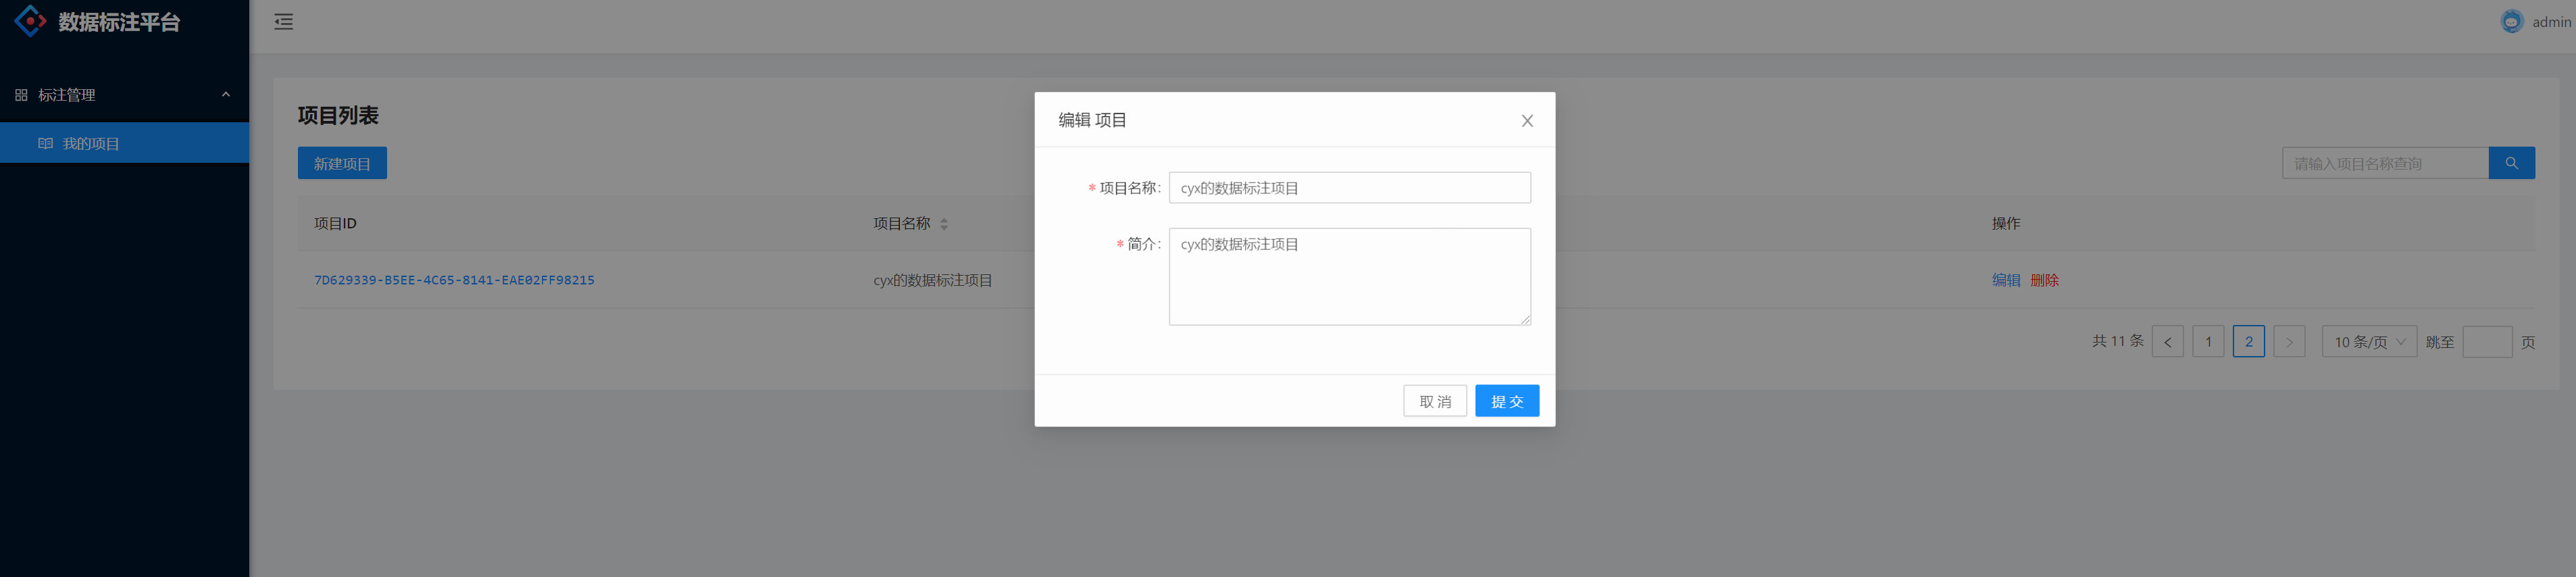 数据标注平台
admin
标注管理
我的项目
项目列表
新建项目
请输入项目名称查询
项目ID 项目名称 操作
7D629339-B5EE-4C65-8141-EAE02FF98215 cyx的数据标注项目 编辑 删除
共 11 条 1 2 10 条/页 跳至 页
编辑 项目
* 项目名称: cyx的数据标注项目
* 简介: cyx的数据标注项目
取 消 提 交